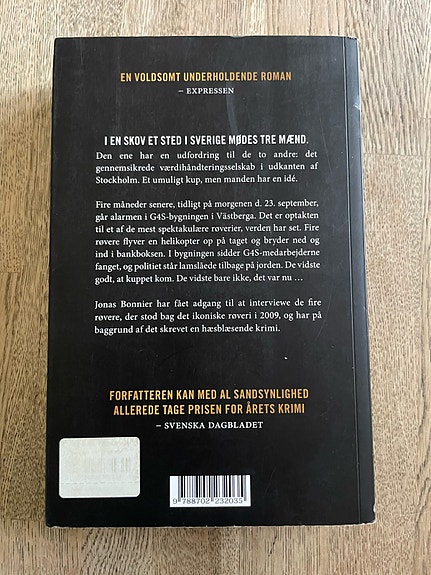 EN VOLDSOMT UNDERHOLDENDE ROMAN
– EXPRESSEN
I EN SKOV ET STED I SVERIGE MØDES TRE MÆND.
Den ene har en udfordring til de to andre: det
gennemsikrede værdihåndteringsselskab i udkanten af
Stockholm. Et umuligt kup, men manden har en idé.
Fire måneder senere, tidligt på morgenen d. 23. september,
går alarmen i G4S-bygningen i Västberga. Det er optakten
til et af de mest spektakulære røverier, verden har set. Fire
røvere flyver en helikopter op på taget og bryder ned og
ind i bankboksen. I bygningen sidder G4S-medarbejderne
fanget, og politiet står lamslåede tilbage på jorden. De vidste
godt, at kuppet kom. De vidste bare ikke, det var nu ...
Jonas Bonnier har fået adgang til at interviewe de fire
røvere, der stod bag det ikoniske røveri i 2009, og har på
baggrund af det skrevet en hæsblæsende krimi.
FORFATTEREN KAN MED AL SANDSYNLIGHED
ALLEREDE TAGE PRISEN FOR ÅRETS KRIMI
– SVENSKA DAGBLADET
9 788702 232035